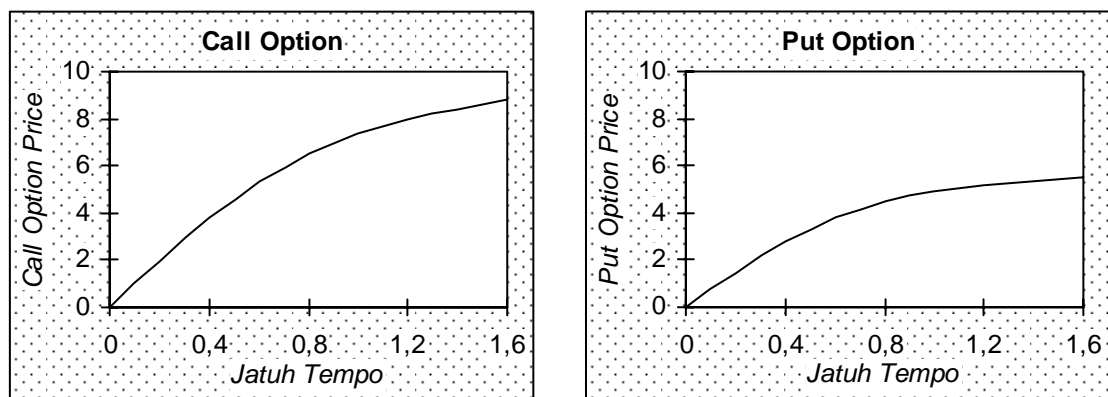 Call Option
Call Option Price
10
8
6
4
2
0
0 0,4 0,8 1,2 1,6
Jatuh Tempo
Put Option
Put Option Price
10
8
6
4
2
0
0 0,4 0,8 1,2 1,6
Jatuh Tempo